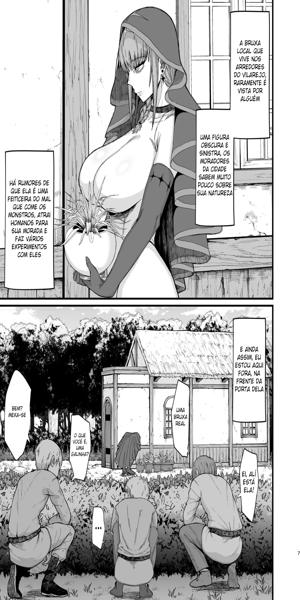 A BRUXA
LOCAL QUE
VIVE NOS
ARREDORES
DO VILAREJO,
RARAMENTE É
VISTA POR
ALGUÉM
UMA FIGURA
OBSCURA E
SINISTRA, OS
MORADORES
DA CIDADE
SABEM MUITO
POUCO SOBRE
SUA NATUREZA
HÁ RUMORES DE
QUE ELA É UMA
FEITICEIRA DO MAL
QUE COME OS
MONSTROS, ATRAI
HUMANOS PARA
SUA MORADA E
FAZ VÁRIOS
EXPERIMENTOS
COM ELES
E AINDA
ASSIM, EU
ESTOU AQUI
FORA, NA
FRENTE DA
PORTA DELA
EI, ALI
ESTÁ
ELA!
UMA
BRUXA
REAL
O QUE
VOCÊ É, UMA
GALINHA?
BEM?
MEXA-SE
...
7